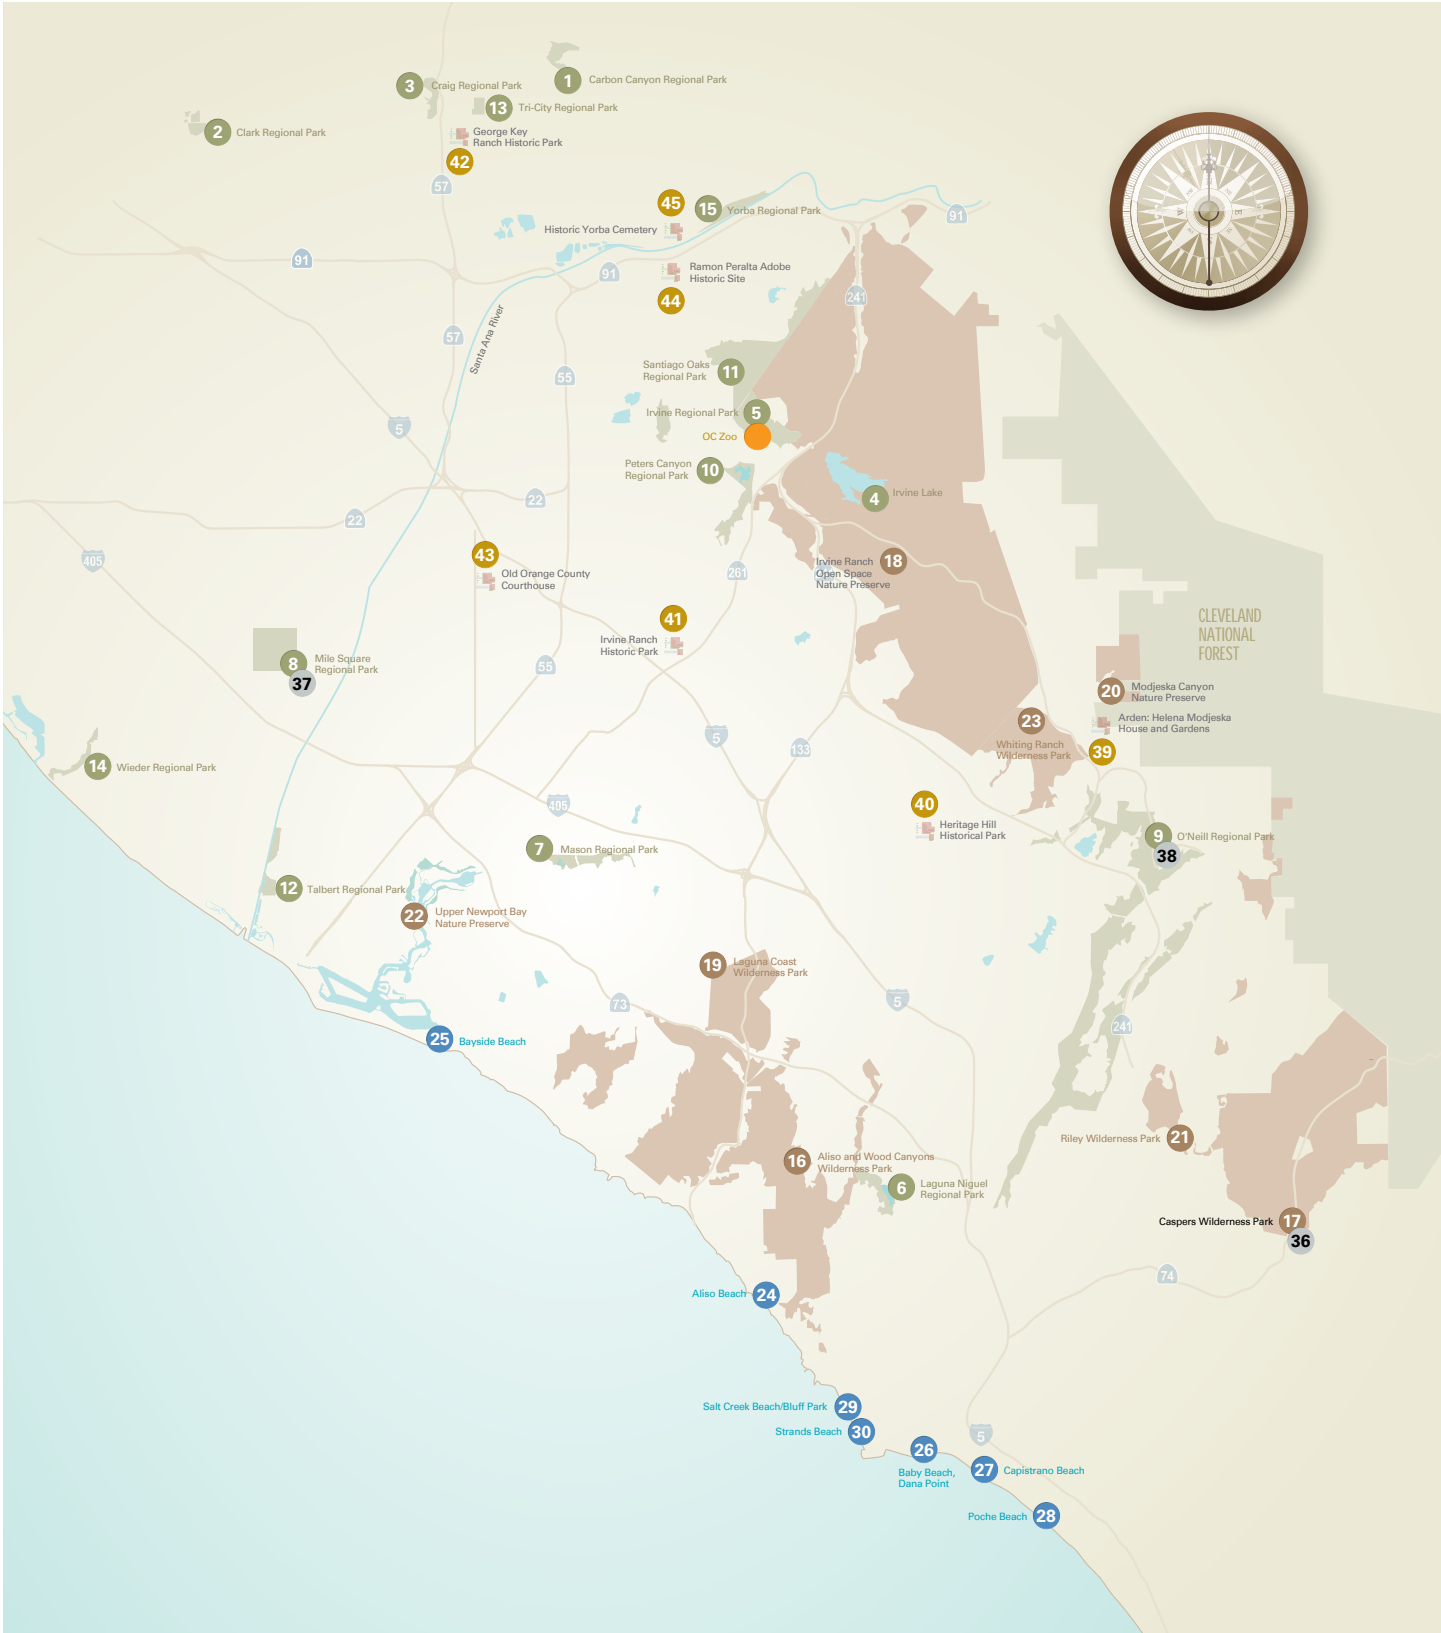 1
Carbon Canyon Regional Park
3
Craig Regional Park
13
Tri-City Regional Park
2
Clark Regional Park
George Key
Ranch Historic Park
42
57
45
15
Yorba Regional Park
91
Historic Yorba Cemetery
91
91
Ramon Peralta Adobe
Historic Site
44
241
Santa Ana River
57
55
Santiago Oaks
Regional Park
11
Irvine Regional Park
5
5
OC Zoo
Peters Canyon
Regional Park
10
Irvine Lake
4
22
22
405
43
Old Orange County
Courthouse
261
Irvine Ranch
Open Space
Nature Preserve
18
41
Irvine Ranch
Historic Park
CLEVELAND
NATIONAL
FOREST
8
Mile Square
Regional Park
37
55
20
Modjeska Canyon
Nature Preserve
23
Whiting Ranch
Wilderness Park
Arden: Helena Modjeska
House and Gardens
39
5
133
14
Wieder Regional Park
405
40
Heritage Hill
Historical Park
9
O'Neill Regional Park
38
7
Mason Regional Park
12
Talbert Regional Park
22
Upper Newport Bay
Nature Preserve
19
Laguna Coast
Wilderness Park
73
5
241
25
Bayside Beach
Riley Wilderness Park
21
16
Aliso and Wood Canyons
Wilderness Park
6
Laguna Niguel
Regional Park
Caspers Wilderness Park
17
36
74
Aliso Beach
24
Salt Creek Beach/Bluff Park
29
Strands Beach
30
5
26
Baby Beach,
Dana Point
27
Capistrano Beach
Poche Beach
28